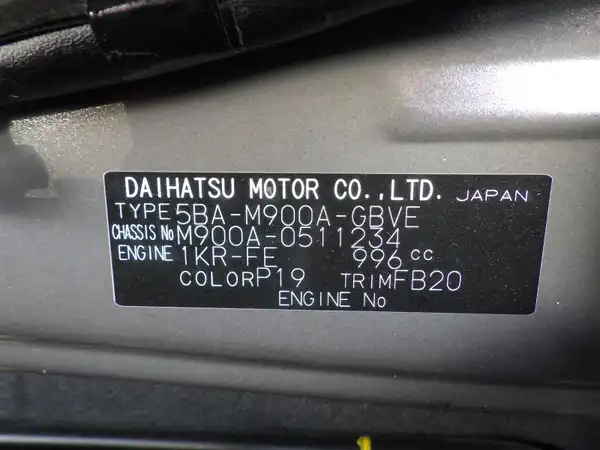 DAIHATSU MOTOR CO.,LTD. JAPAN
TYPE 5BA-M900A-GBVE
CHASSIS No M900A-0511234
ENGINE 1KR-FE 996 cc
COLOR P19 TRIM FB20
ENGINE No